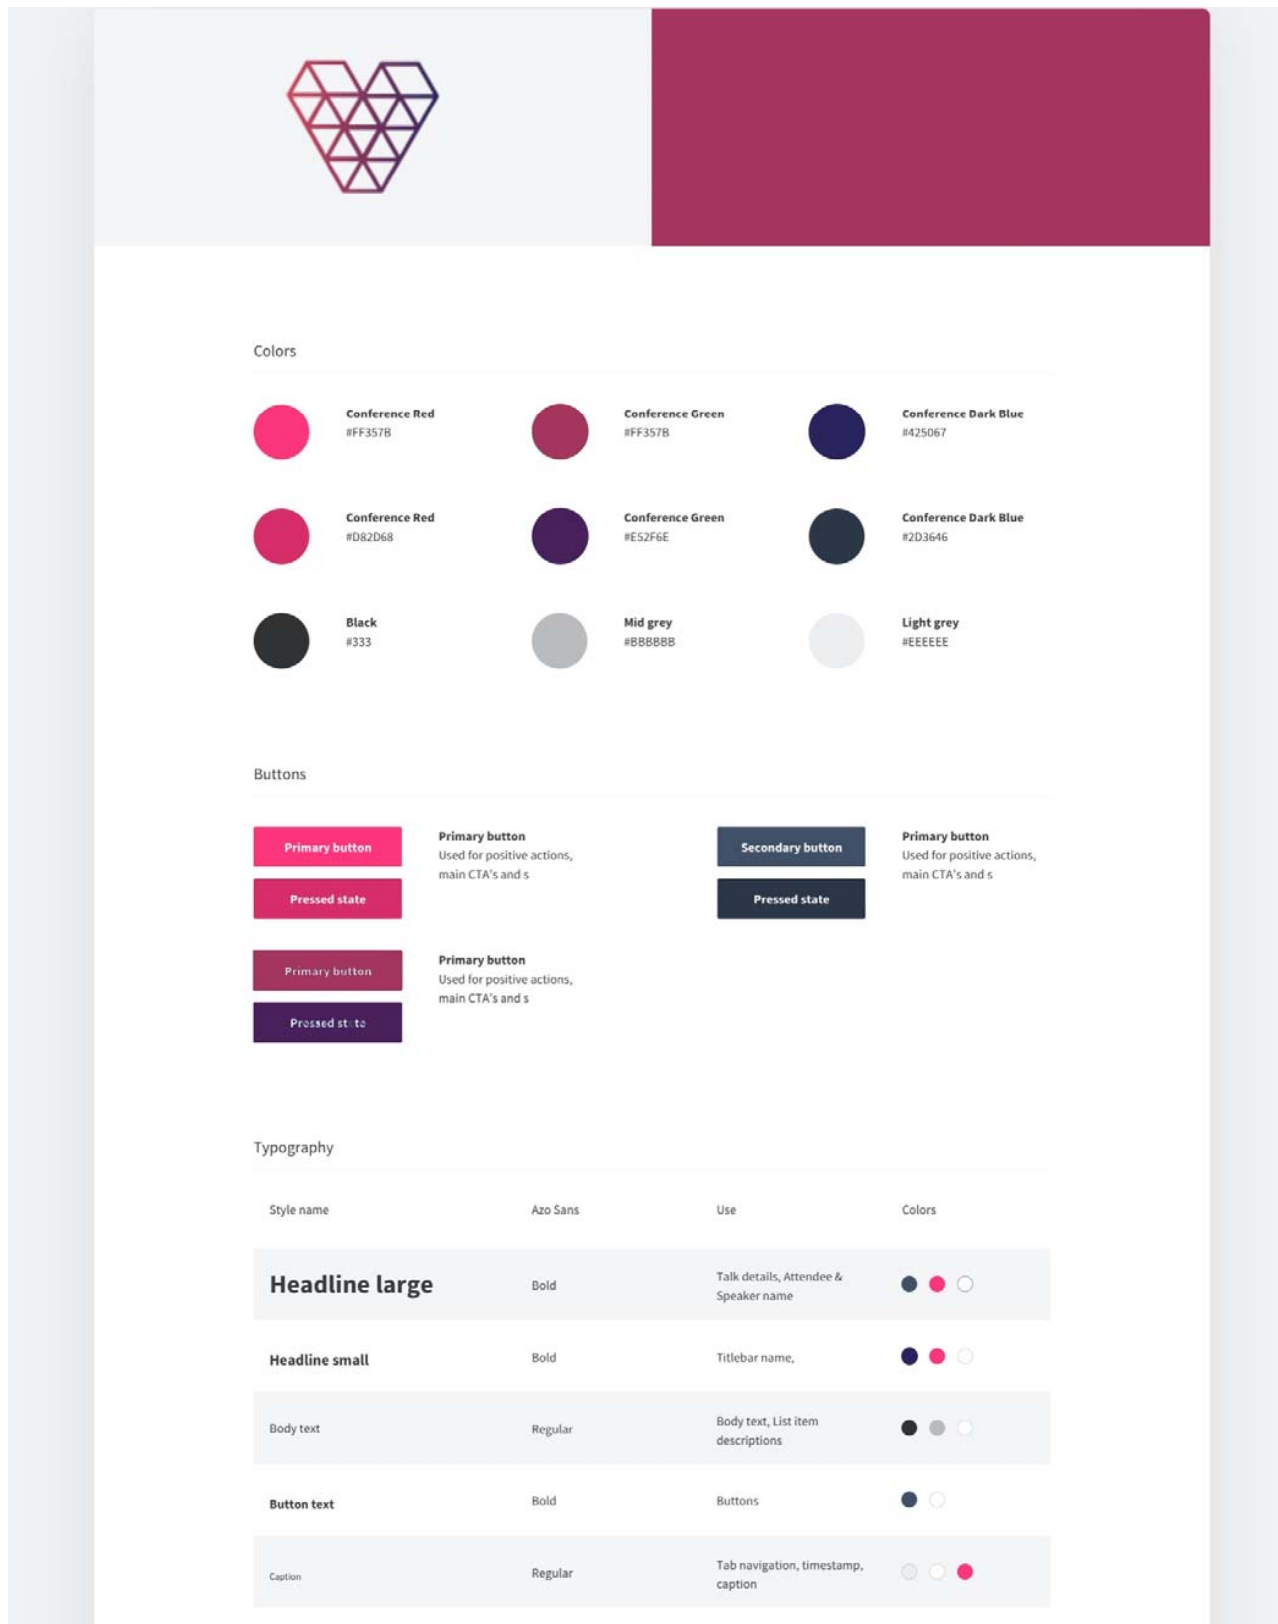 Colors
Conference Red
#FF357B
Conference Green
#FF357B
Conference Dark Blue
#425067
Conference Red
#D82D68
Conference Green
#E52F6E
Conference Dark Blue
#2D3646
Black
#333
Mid grey
#BBBBBB
Light grey
#EEEEEE
Buttons
Primary button
Pressed state
Primary button
Used for positive actions,
main CTA's and s
Secondary button
Pressed state
Primary button
Used for positive actions,
main CTA's and s
Primary button
Pressed state
Primary button
Used for positive actions,
main CTA's and s
Typography
Style name
Azo Sans
Use
Colors
Headline large
Bold
Talk details, Attendee &
Speaker name
Headline small
Bold
Titlebar name,
Body text
Regular
Body text, List item
descriptions
Button text
Bold
Buttons
Caption
Regular
Tab navigation, timestamp,
caption